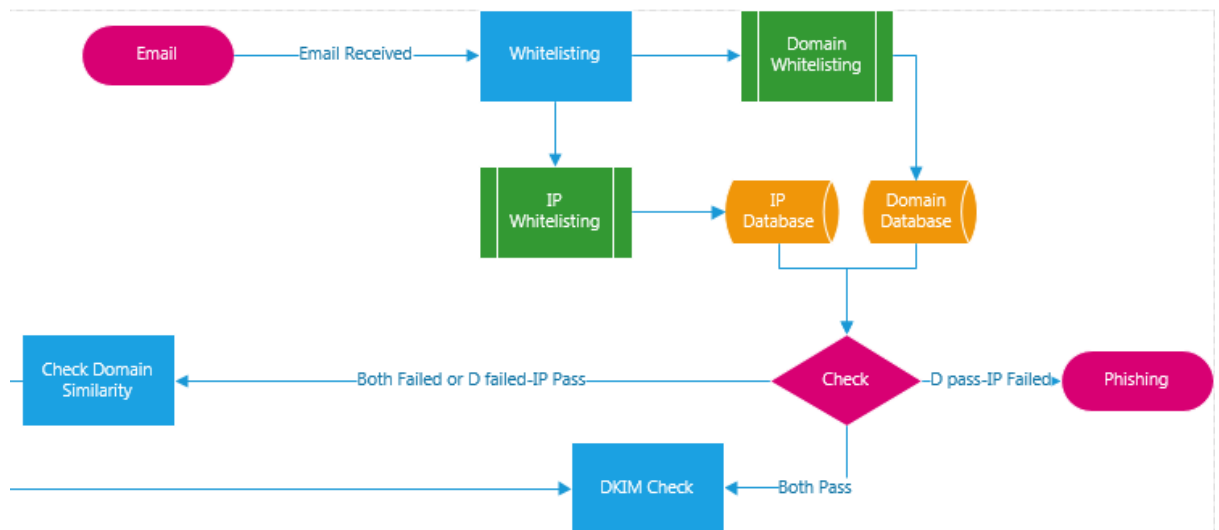 Email
Email Received
Whitelisting
Domain
Whitelisting
IP
Whitelisting
IP
Database
Domain
Database
Check Domain
Similarity
Both Failed or D failed-IP Pass
Check
D pass-IP Failed
Phishing
DKIM Check
Both Pass